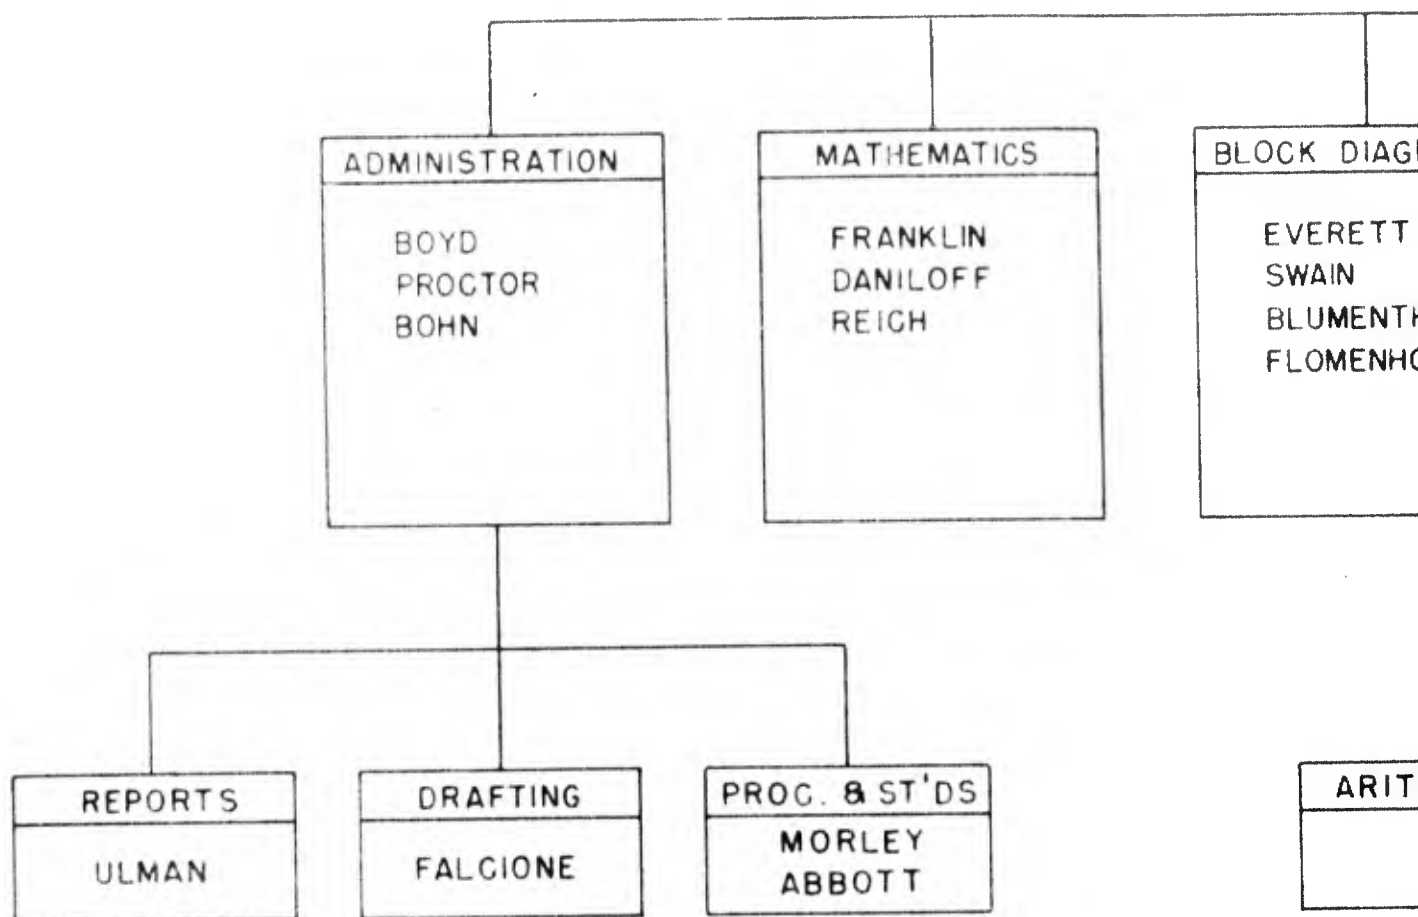 ADMINISTRATION
BOYD
PROCTOR
BOHN
MATHEMATICS
FRANKLIN
DANILOFF
REICH
BLOCK
EVERETT
SWAIN
REPORTS
ULMAN
DRAFTING
FALCIONE
PROC. & ST'DS
MORLEY
ABBOTT